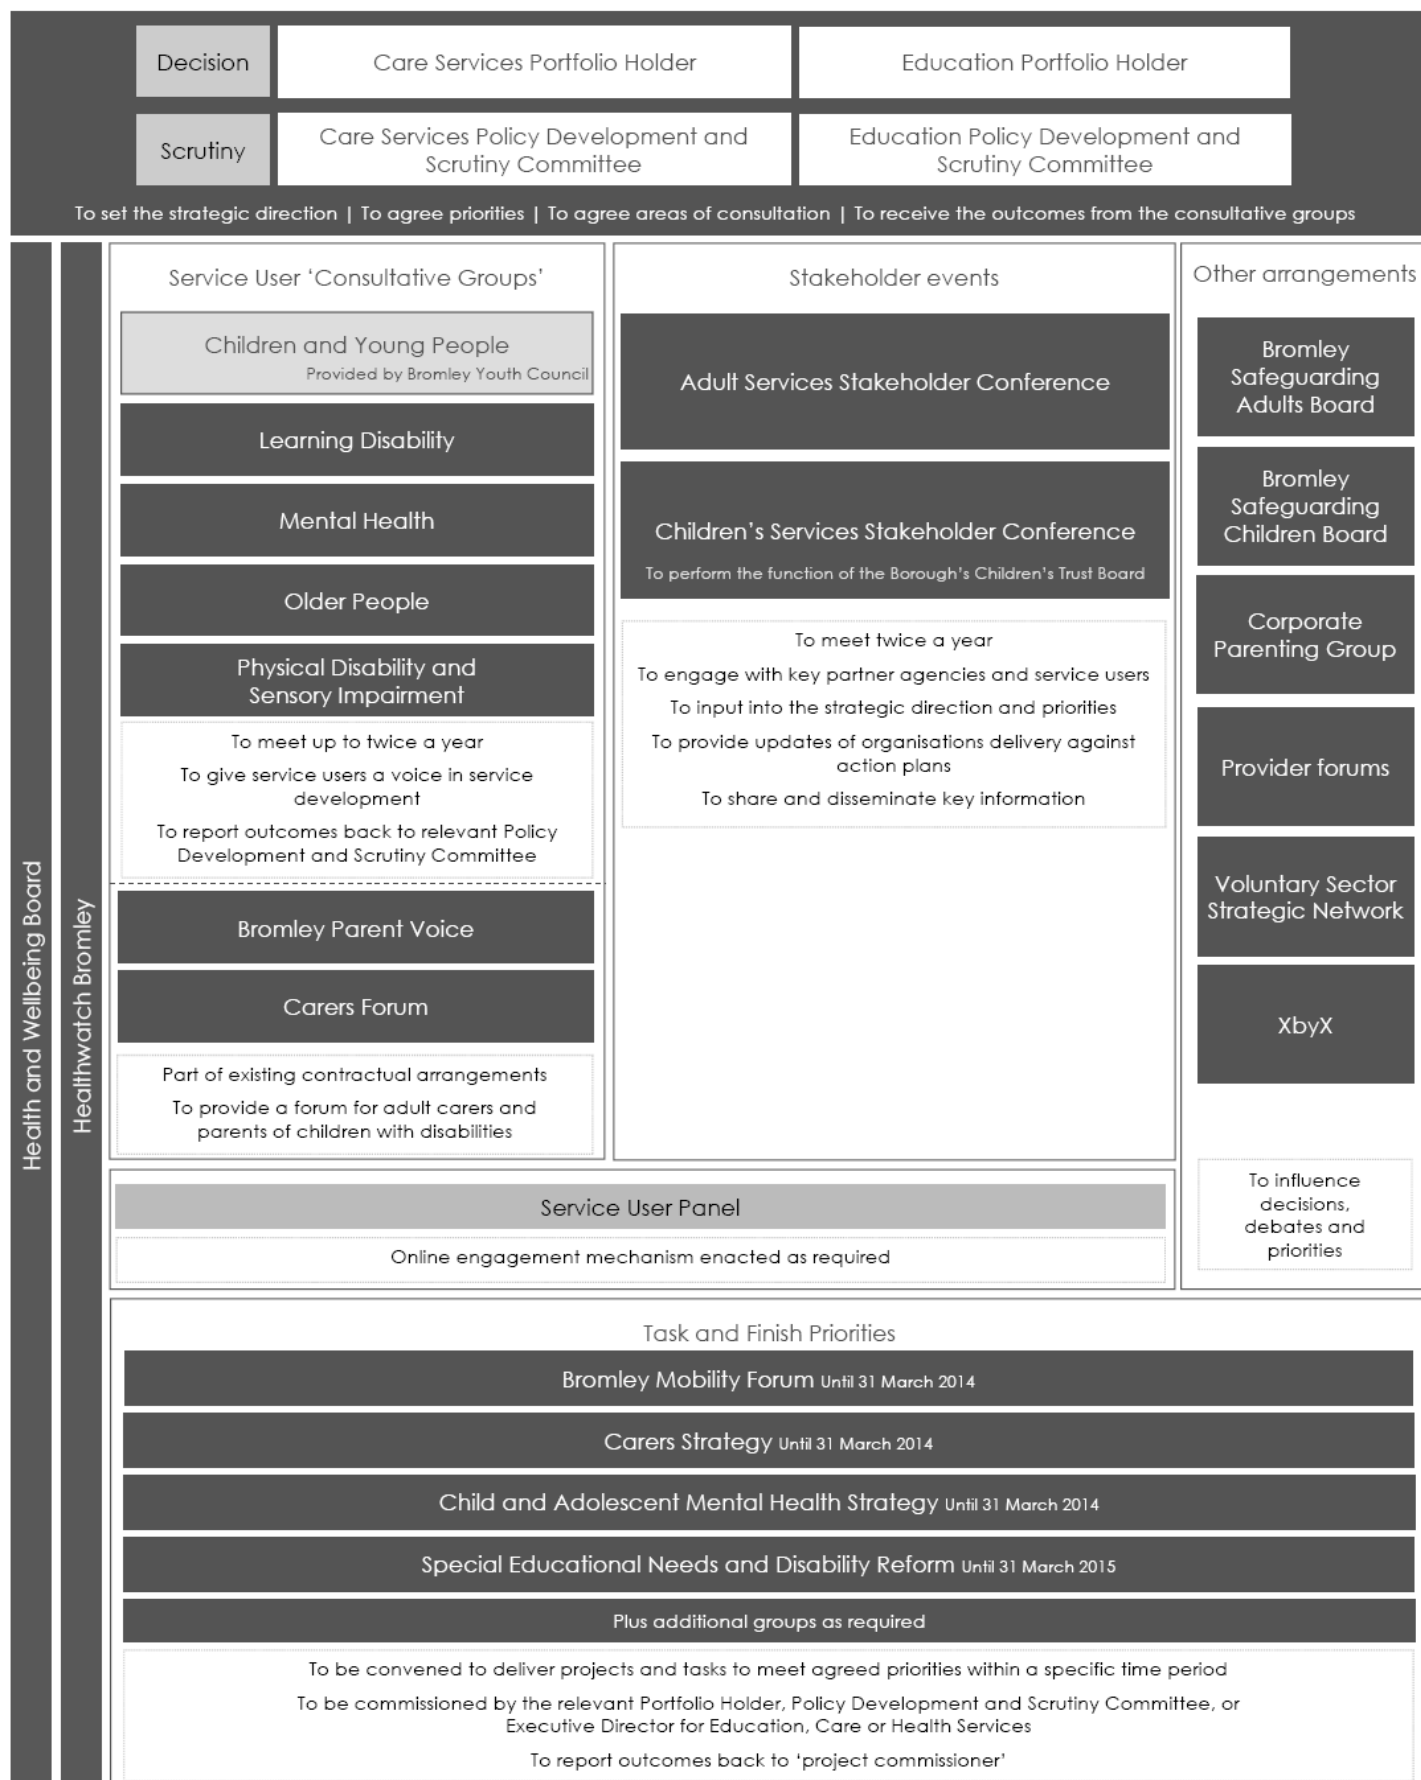 Decision
Care Services Portfolio Holder
Education Portfolio Holder
Scrutiny
Care Services Policy Development and
Scrutiny Committee
Education Policy Development and
Scrutiny Committee
To set the strategic direction | To agree priorities | To agree areas of consultation | To receive the outcomes from the consultative groups
Health and Wellbeing Board
Healthwatch Bromley
Service User ‘Consultative Groups’
Children and Young People
Provided by Bromley Youth Council
Learning Disability
Mental Health
Older People
Physical Disability and
Sensory Impairment
To meet up to twice a year
To give service users a voice in service
development
To report outcomes back to relevant Policy
Development and Scrutiny Committee
Bromley Parent Voice
Carers Forum
Part of existing contractual arrangements
To provide a forum for adult carers and
parents of children with disabilities
Stakeholder events
Adult Services Stakeholder Conference
Children’s Services Stakeholder Conference
To perform the function of the Borough’s Children’s Trust Board
To meet twice a year
To engage with key partner agencies and service users
To input into the strategic direction and priorities
To provide updates of organisations delivery against
action plans
To share and disseminate key information
Other arrangements
Bromley
Safeguarding
Adults Board
Bromley
Safeguarding
Children Board
Corporate
Parenting Group
Provider forums
Voluntary Sector
Strategic Network
XbyX
To influence
decisions,
debates and
priorities
Service User Panel
Online engagement mechanism enacted as required
Task and Finish Priorities
Bromley Mobility Forum Until 31 March 2014
Carers Strategy Until 31 March 2014
Child and Adolescent Mental Health Strategy Until 31 March 2014
Special Educational Needs and Disability Reform Until 31 March 2015
Plus additional groups as required
To be convened to deliver projects and tasks to meet agreed priorities within a specific time period
To be commissioned by the relevant Portfolio Holder, Policy Development and Scrutiny Committee, or
Executive Director for Education, Care or Health Services
To report outcomes back to ‘project commissioner’